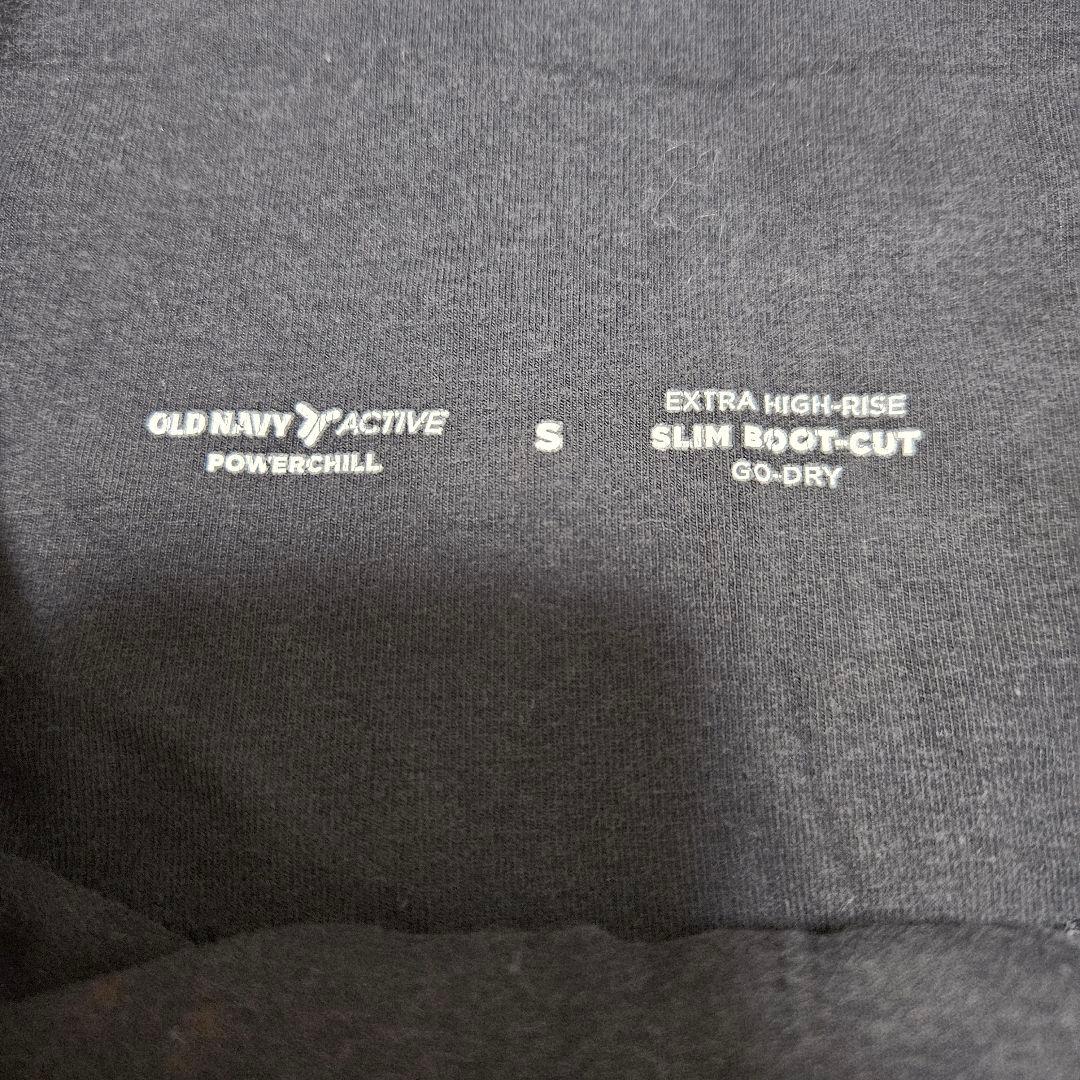 OLD NAVY ACTIVE
POWERCHILL
S
EXTRA HIGH-RISE
SLIM BOOT-CUT
GO-DRY